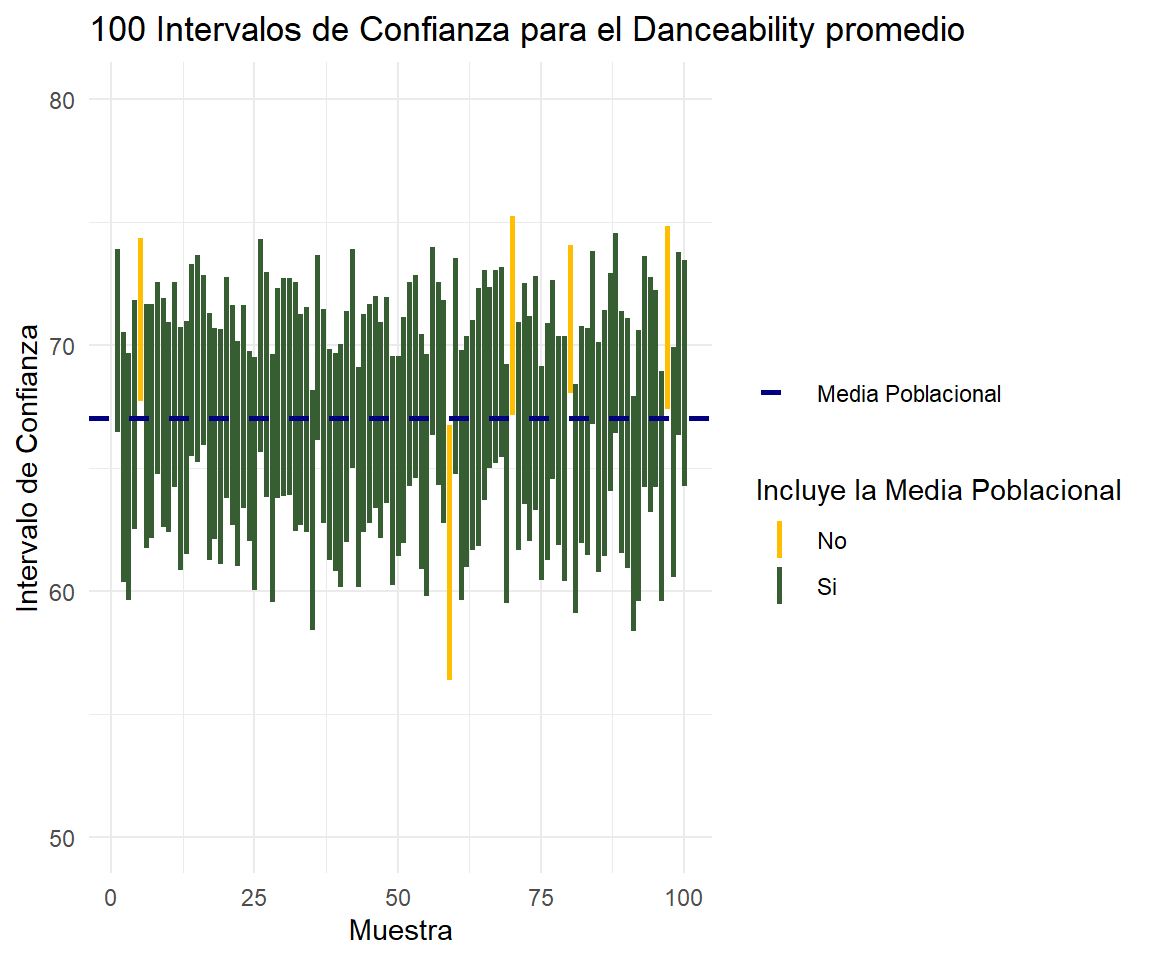 100 Intervalos de Confianza para el Danceability promedio
Intervalo de Confianza
80
70
60
50
0 25 50 75 100
Muestra
Media Poblacional
Incluye la Media Poblacional
No
Si